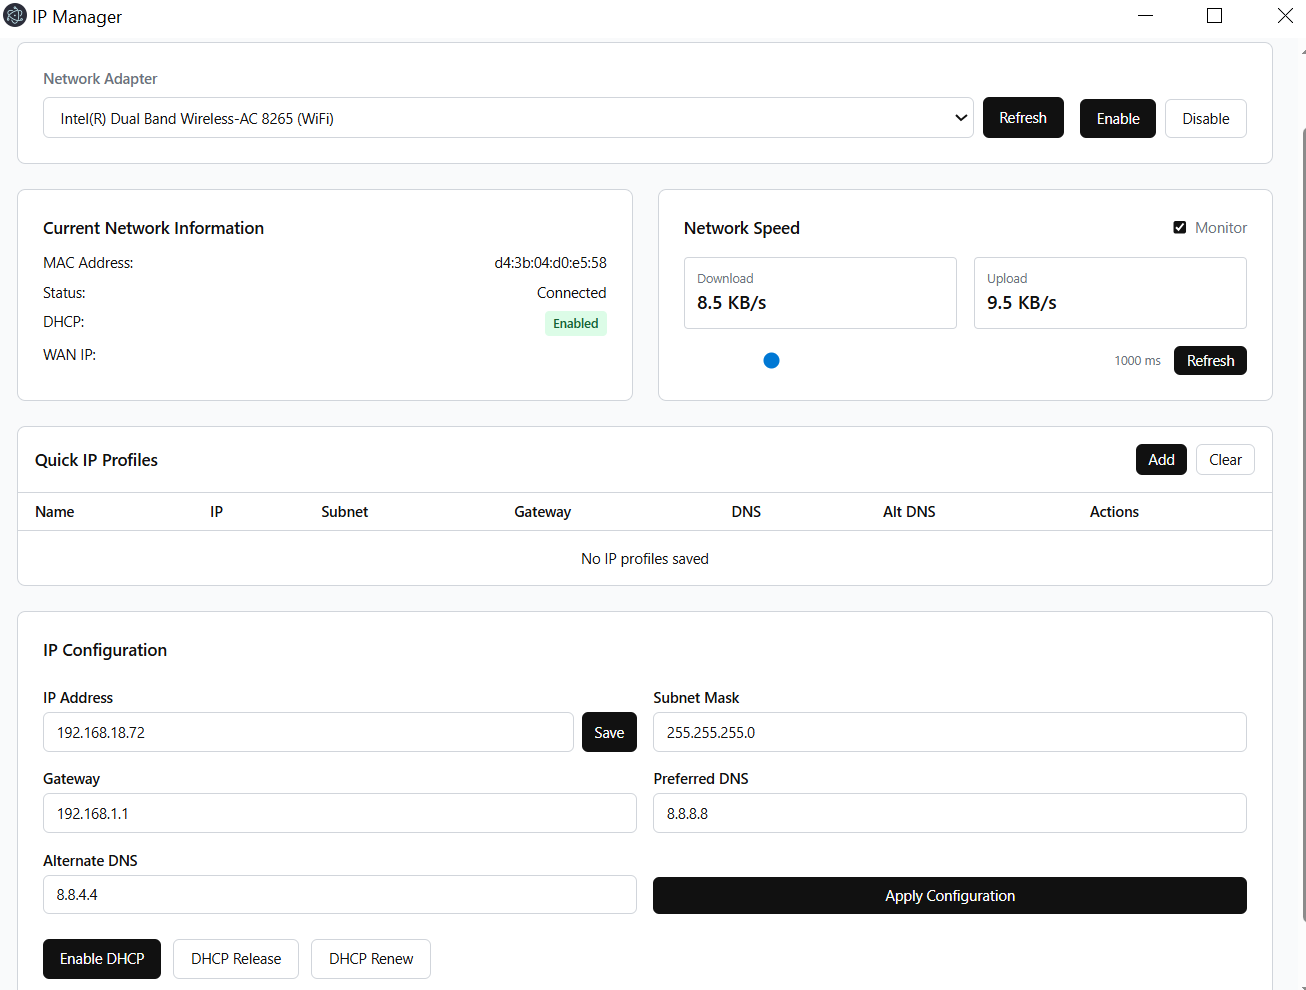 IP Manager
Network Adapter
Intel(R) Dual Band Wireless-AC 8265 (WiFi)
Refresh
Enable
Disable
Current Network Information
MAC Address: d4:3b:04:d0:e5:58
Status: Connected
DHCP: Enabled
WAN IP:
Network Speed
Monitor
Download
8.5 KB/s
Upload
9.5 KB/s
1000 ms
Refresh
Quick IP Profiles
Add
Clear
Name IP Subnet Gateway DNS Alt DNS Actions
No IP profiles saved
IP Configuration
IP Address
192.168.18.72
Save
Subnet Mask
255.255.255.0
Gateway
192.168.1.1
Preferred DNS
8.8.8.8
Alternate DNS
8.8.4.4
Apply Configuration
Enable DHCP
DHCP Release
DHCP Renew